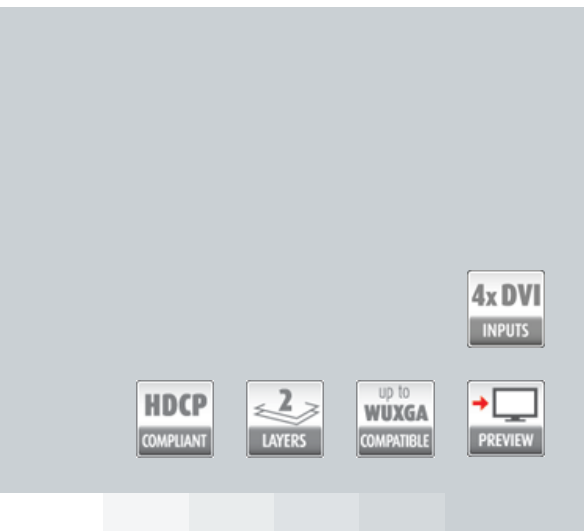 4x DVI
INPUTS
HDCP
COMPLIANT
2
LAYERS
up to
WUXGA
COMPATIBLE
PREVIEW